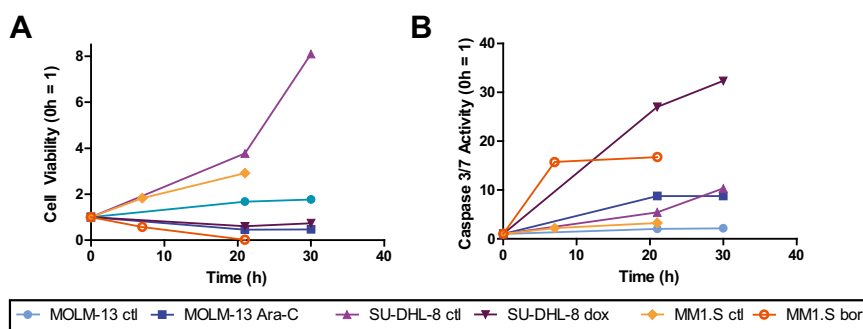 A
Cell Viability (0h = 1)
8
6
4
2
0
0 10 20 30 40
Time (h)
B
Caspase 3/7 Activity (0h = 1)
40
30
20
10
0
0 10 20 30 40
Time (h)
MOLM-13 ctl MOLM-13 Ara-C SU-DHL-8 ctl SU-DHL-8 dox MM1.S ctl MM1.S bor